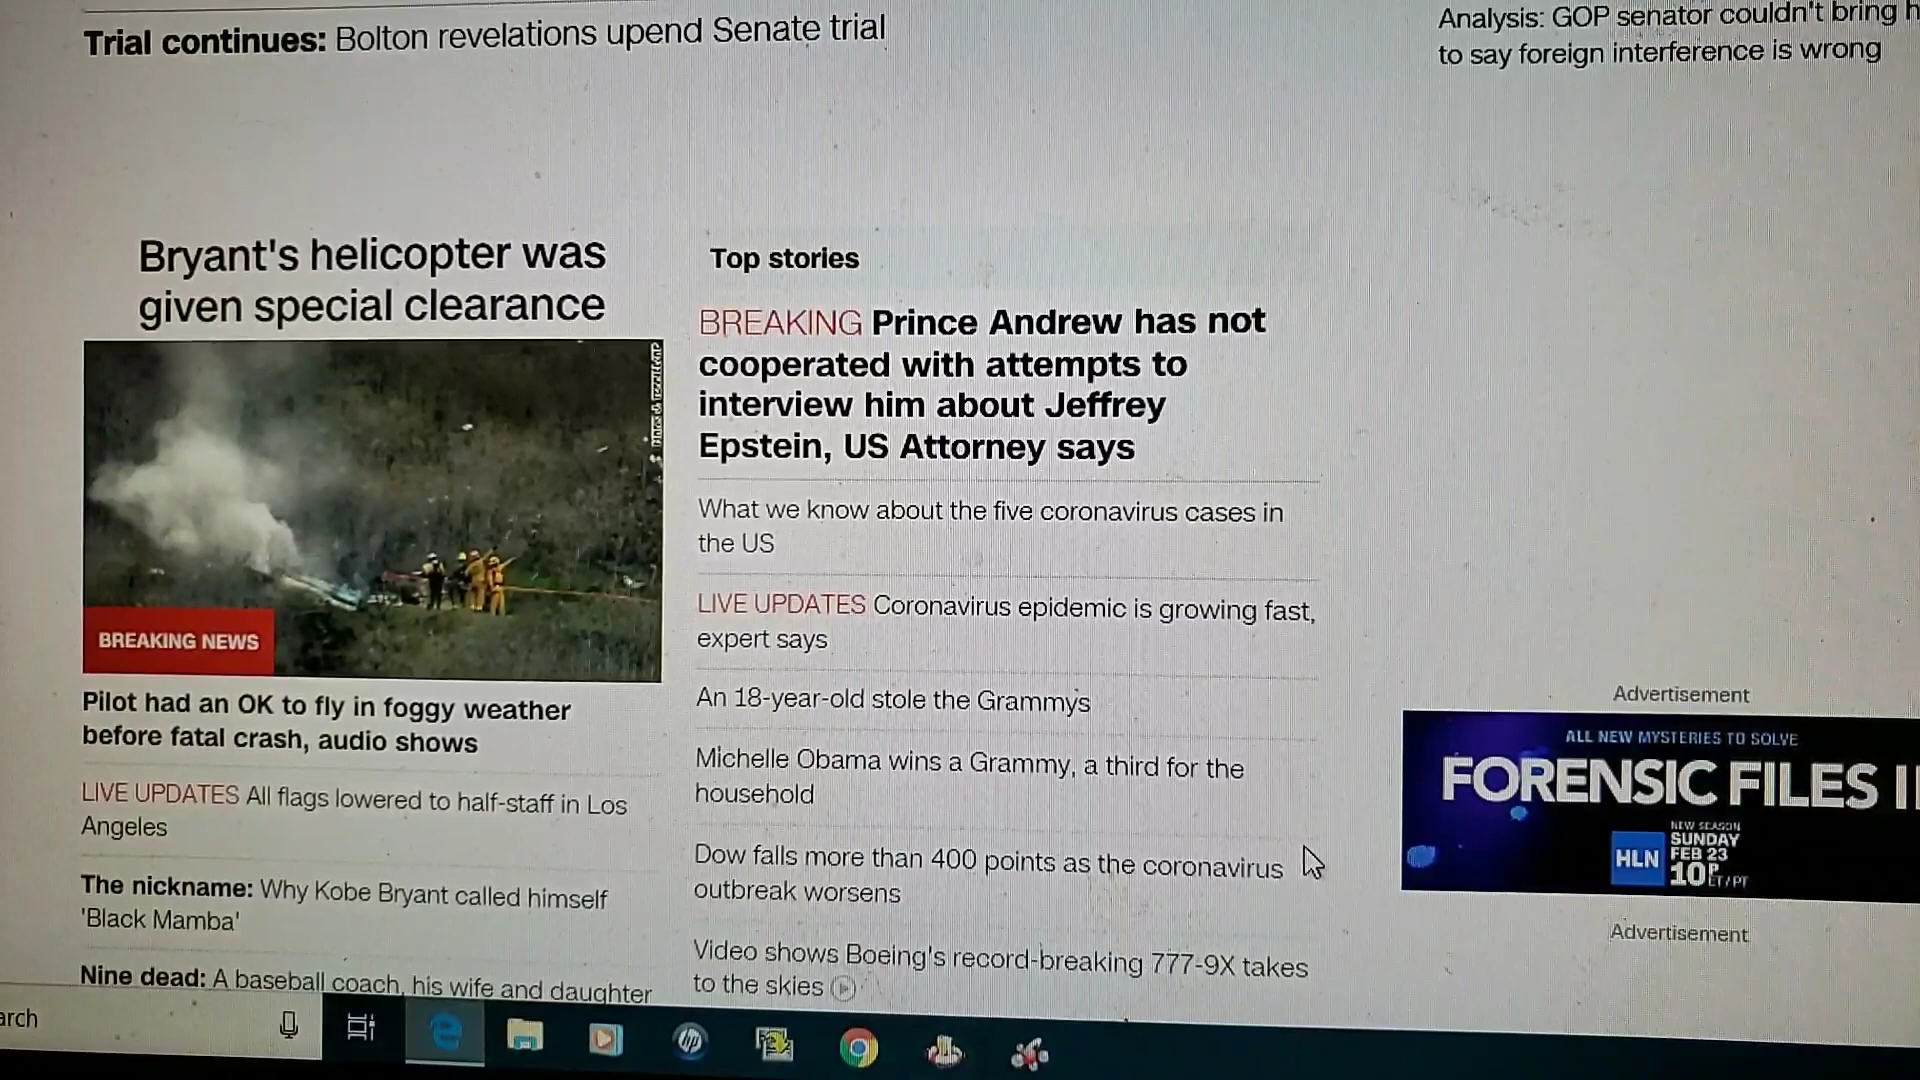 Trial continues: Bolton revelations upend Senate trial
Analysis: GOP senator couldn't bring h
to say foreign interference is wrong
Bryant's helicopter was
given special clearance
BREAKING NEWS
Pilot had an OK to fly in foggy weather
before fatal crash, audio shows
LIVE UPDATES All flags lowered to half-staff in Los
Angeles
The nickname: Why Kobe Bryant called himself
'Black Mamba'
Nine dead: A baseball coach, his wife and daughter
Top stories
BREAKING Prince Andrew has not
cooperated with attempts to
interview him about Jeffrey
Epstein, US Attorney says
What we know about the five coronavirus cases in
the US
LIVE UPDATES Coronavirus epidemic is growing fast,
expert says
An 18-year-old stole the Grammys
Michelle Obama wins a Grammy, a third for the
household
Dow falls more than 400 points as the coronavirus
outbreak worsens
Video shows Boeing's record-breaking 777-9X takes
to the skies
Advertisement
ALL NEW MYSTERIES TO SOLVE
FORENSIC FILES I
HLN
NEW SEASON
SUNDAY
FEB 23
10P
ET/PT
Advertisement
arch
hp